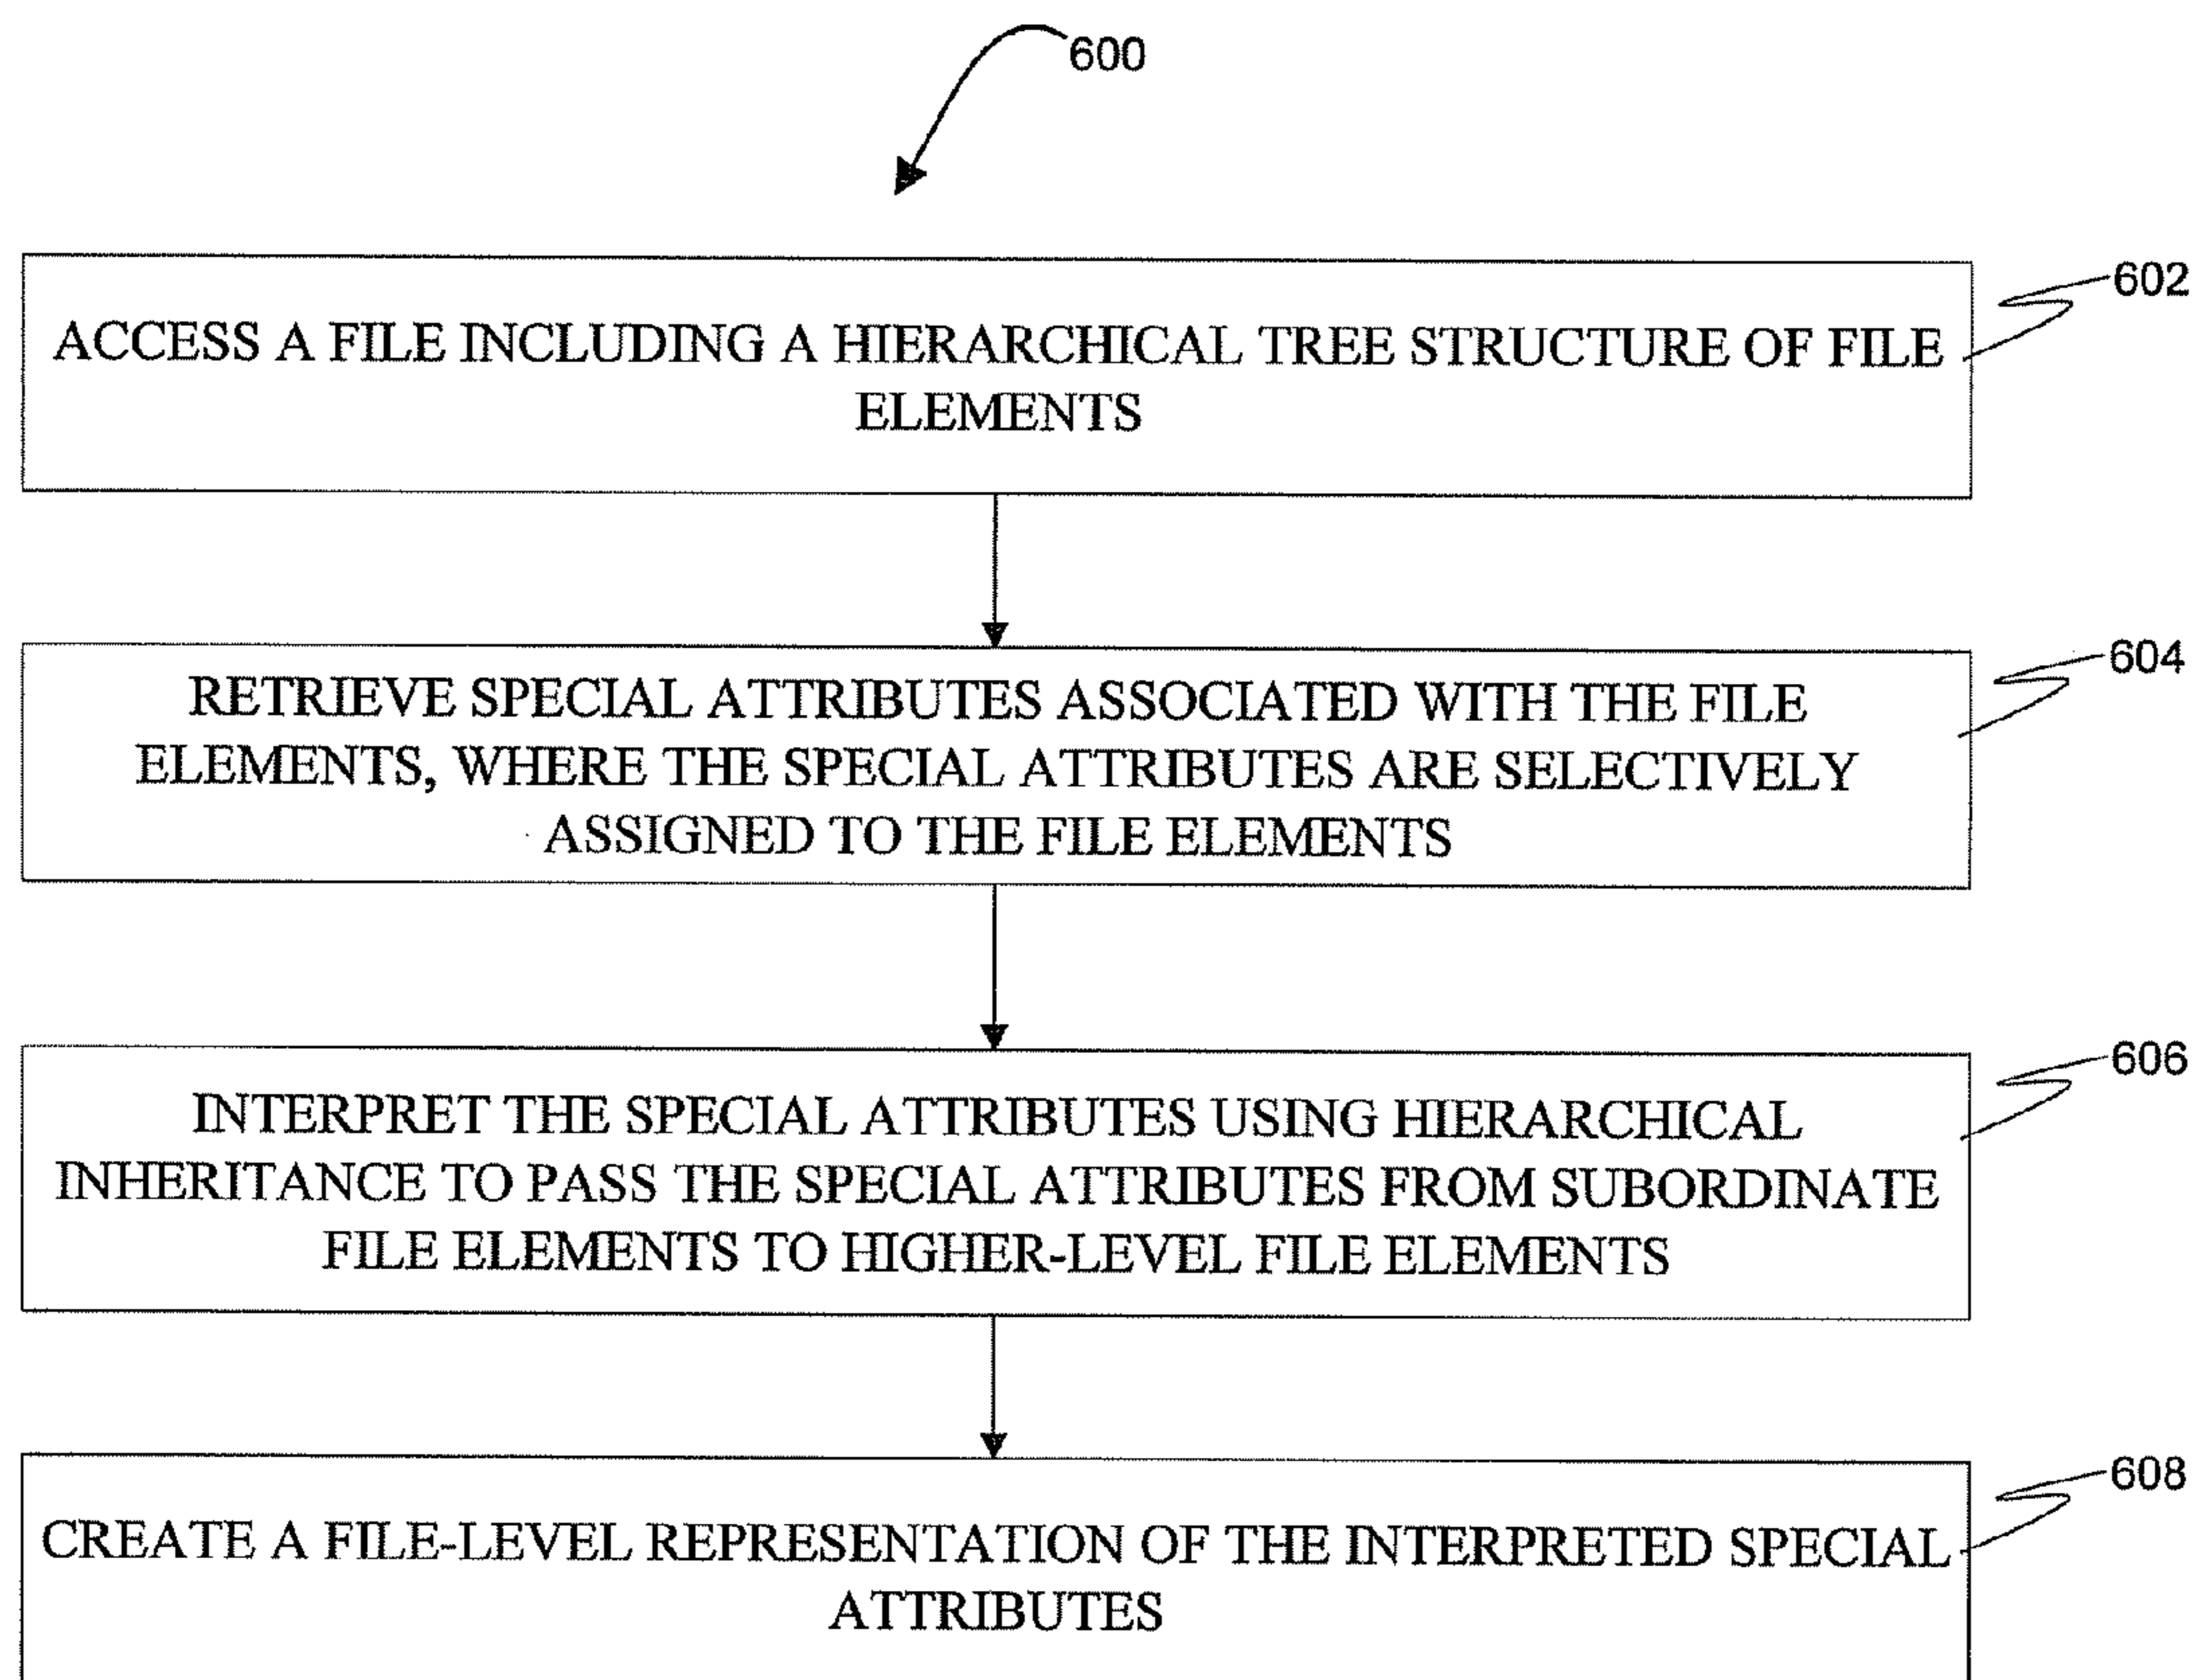 600
602
ACCESS A FILE INCLUDING A HIERARCHICAL TREE STRUCTURE OF FILE
ELEMENTS
604
RETRIEVE SPECIAL ATTRIBUTES ASSOCIATED WITH THE FILE
ELEMENTS, WHERE THE SPECIAL ATTRIBUTES ARE SELECTIVELY
ASSIGNED TO THE FILE ELEMENTS
606
INTERPRET THE SPECIAL ATTRIBUTES USING HIERARCHICAL
INHERITANCE TO PASS THE SPECIAL ATTRIBUTES FROM SUBORDINATE
FILE ELEMENTS TO HIGHER-LEVEL FILE ELEMENTS
608
CREATE A FILE-LEVEL REPRESENTATION OF THE INTERPRETED SPECIAL
ATTRIBUTES